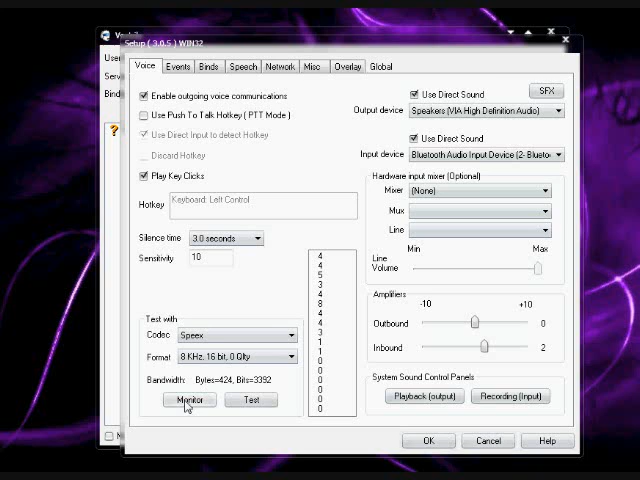 Setup ( 3.0.5 ) WIN32
Voice Events Binds Speech Network Misc Overlay Global
Enable outgoing voice communications
Use Push To Talk Hotkey ( PTT Mode )
Use Direct Input to detect Hotkey
Discard Hotkey
Play Key Clicks
Hotkey Keyboard: Left Control
Silence time 3.0 seconds
Sensitivity 10
Use Direct Sound SFX
Output device Speakers (VIA High Definition Audio)
Use Direct Sound
Input device Bluetooth Audio Input Device (2- Bluetoo
Hardware input mixer (Optional)
Mixer (None)
Mux
Line
Min Max
Line
Volume
4
4
5
3
4
8
4
4
3
1
1
0
0
0
0
0
Amplifiers
-10 +10
Outbound 0
Inbound 2
Test with
Codec Speex
Format 8 KHz, 16 bit, 0 Qlty
Bandwidth: Bytes=424, Bits=3392
Monitor Test
System Sound Control Panels
Playback (output) Recording (Input)
OK Cancel Help
User
Bind